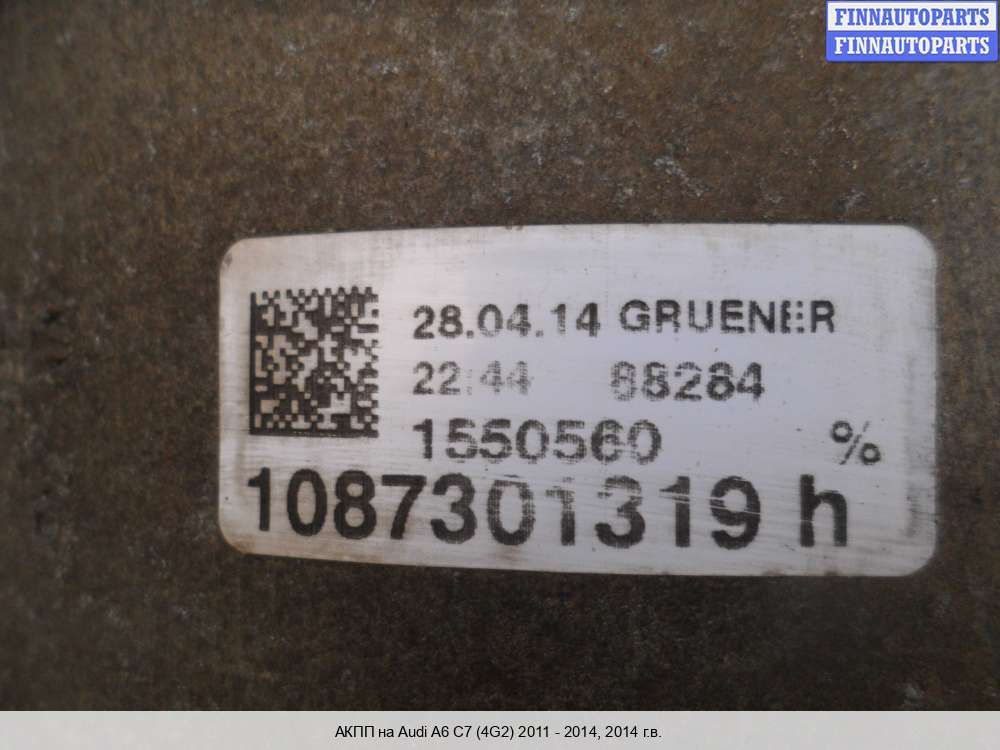 FINNAUTOPARTS
FINNAUTOPARTS
28.04.14 GRUENER
22:44 88284
1550560 %
1087301319 h
АКПП на Audi A6 C7 (4G2) 2011 - 2014, 2014 г.в.